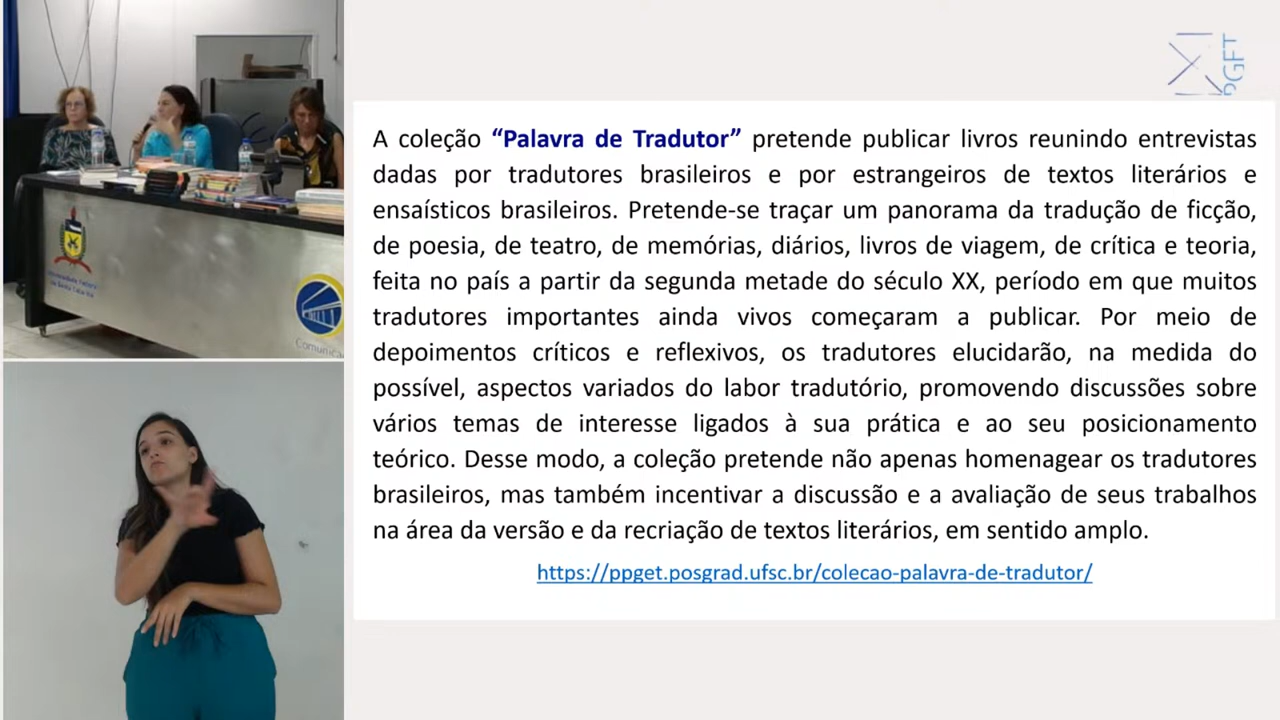 PGET
A coleção “Palavra de Tradutor” pretende publicar livros reunindo entrevistas
dadas por tradutores brasileiros e por estrangeiros de textos literários e
ensaísticos brasileiros. Pretende-se traçar um panorama da tradução de ficção,
de poesia, de teatro, de memórias, diários, livros de viagem, de crítica e teoria,
feita no país a partir da segunda metade do século XX, período em que muitos
tradutores importantes ainda vivos começaram a publicar. Por meio de
depoimentos críticos e reflexivos, os tradutores elucidarão, na medida do
possível, aspectos variados do labor tradutório, promovendo discussões sobre
vários temas de interesse ligados à sua prática e ao seu posicionamento
teórico. Desse modo, a coleção pretende não apenas homenagear os tradutores
brasileiros, mas também incentivar a discussão e a avaliação de seus trabalhos
na área da versão e da recriação de textos literários, em sentido amplo.
https://ppget.posgrad.ufsc.br/colecao-palavra-de-tradutor/
Universidade Federal
de Santa Catarina